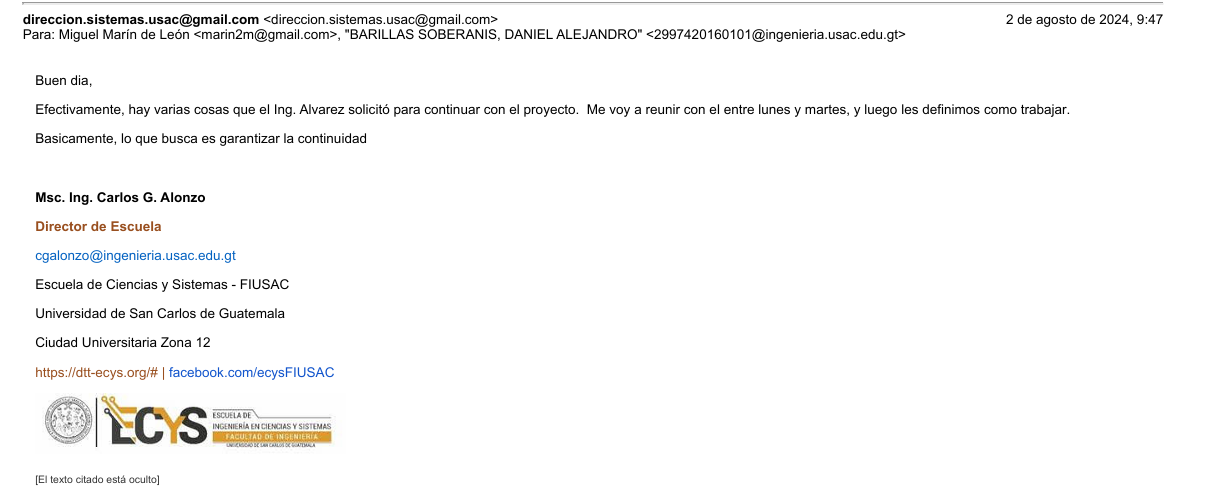 direccion.sistemas.usac@gmail.com <direccion.sistemas.usac@gmail.com> 2 de agosto de 2024, 9:47
Para: Miguel Marín de León <marin2m@gmail.com>, "BARILLAS SOBERANIS, DANIEL ALEJANDRO" <2997420160101@ingenieria.usac.edu.gt>
Buen dia,
Efectivamente, hay varias cosas que el Ing. Alvarez solicitó para continuar con el proyecto.  Me voy a reunir con el entre lunes y martes, y luego les definimos como trabajar.
Basicamente, lo que busca es garantizar la continuidad
Msc. Ing. Carlos G. Alonzo
Director de Escuela
cgalonzo@ingenieria.usac.edu.gt
Escuela de Ciencias y Sistemas - FIUSAC
Universidad de San Carlos de Guatemala
Ciudad Universitaria Zona 12
https://dtt-ecys.org/# | facebook.com/ecysFIUSAC
ECYS
ESCUELA DE
INGENIERÍA EN CIENCIAS Y SISTEMAS
FACULTAD DE INGENIERÍA
UNIVERSIDAD DE SAN CARLOS DE GUATEMALA
[El texto citado está oculto]